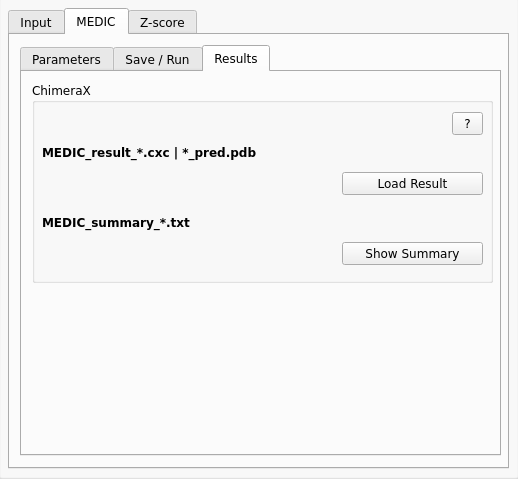 Input MEDIC Z-score
Parameters Save / Run Results
ChimeraX
?
MEDIC_result_*.cxc | *_pred.pdb
Load Result
MEDIC_summary_*.txt
Show Summary